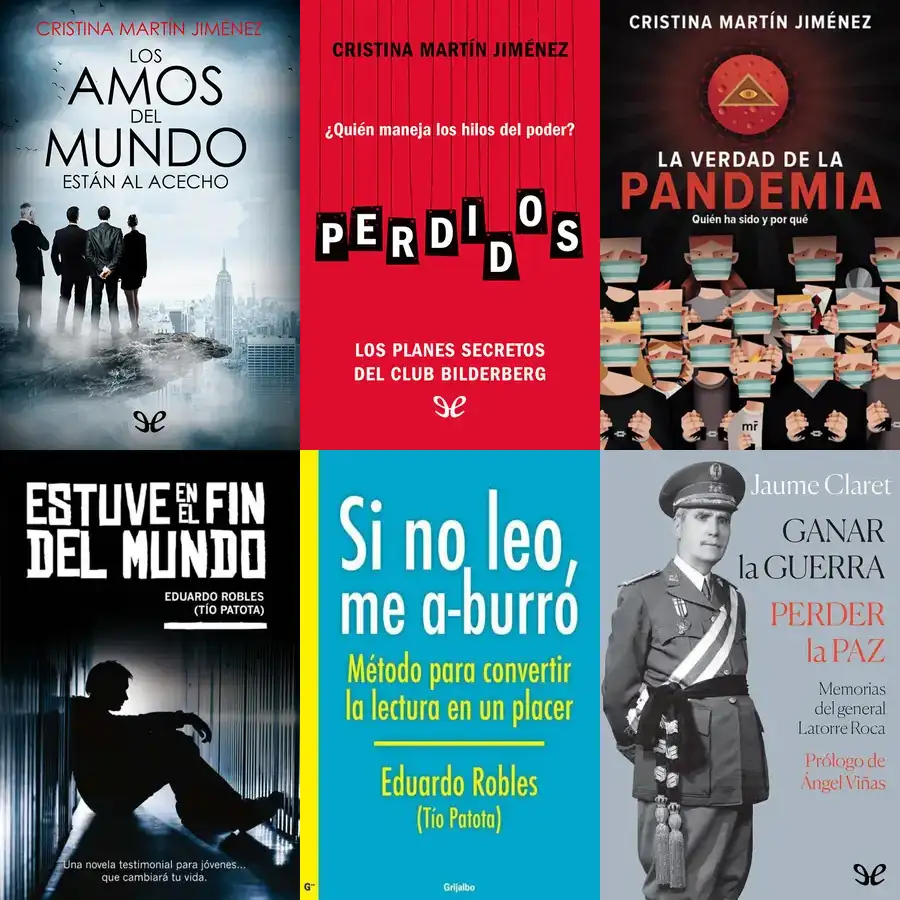 CRISTINA MARTÍN JIMÉNEZ
LOS
AMOS
DEL
MUNDO
ESTÁN AL ACECHO
CRISTINA MARTÍN JIMÉNEZ
¿Quién maneja los hilos del poder?
PERDIDOS
LOS PLANES SECRETOS
DEL CLUB BILDERBERG
CRISTINA MARTÍN JIMÉNEZ
LA VERDAD DE LA
PANDEMIA
Quién ha sido y por qué
mr
ESTUVE EN EL FIN
DEL MUNDO
EDUARDO ROBLES
(TÍO PATOTA)
Una novela testimonial para jóvenes...
que cambiará tu vida.
Si no leo,
me a-burro
Método para convertir
la lectura en un placer
Eduardo Robles
(Tío Patota)
Grijalbo
Jaume Claret
GANAR
la GUERRA
PERDER
la PAZ
Memorias
del general
Latorre Roca
Prólogo de
Ángel Viñas